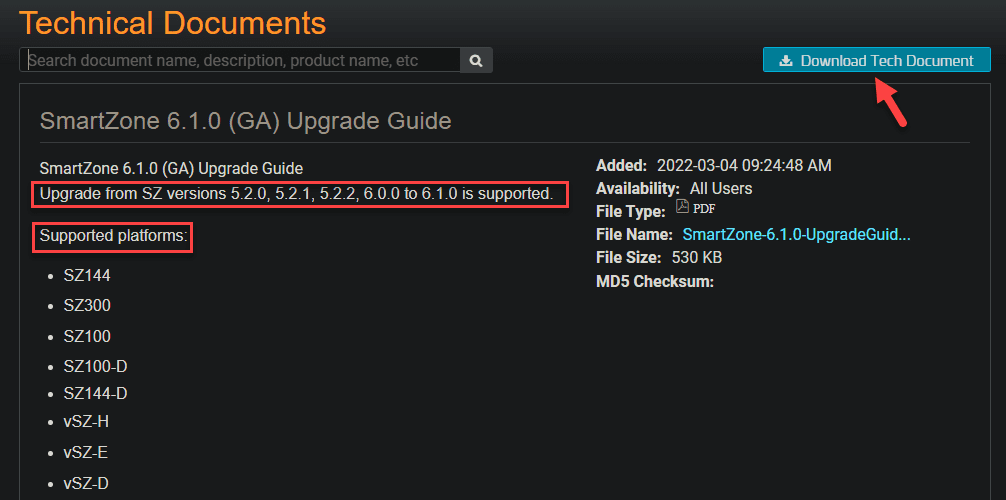 Technical Documents
Search document name, description, product name, etc
Download Tech Document
SmartZone 6.1.0 (GA) Upgrade Guide
SmartZone 6.1.0 (GA) Upgrade Guide
Upgrade from SZ versions 5.2.0, 5.2.1, 5.2.2, 6.0.0 to 6.1.0 is supported.
Supported platforms:
• SZ144
• SZ300
• SZ100
• SZ100-D
• SZ144-D
• vSZ-H
• vSZ-E
• vSZ-D
Added: 2022-03-04 09:24:48 AM
Availability: All Users
File Type: PDF
File Name: SmartZone-6.1.0-UpgradeGuid...
File Size: 530 KB
MD5 Checksum: